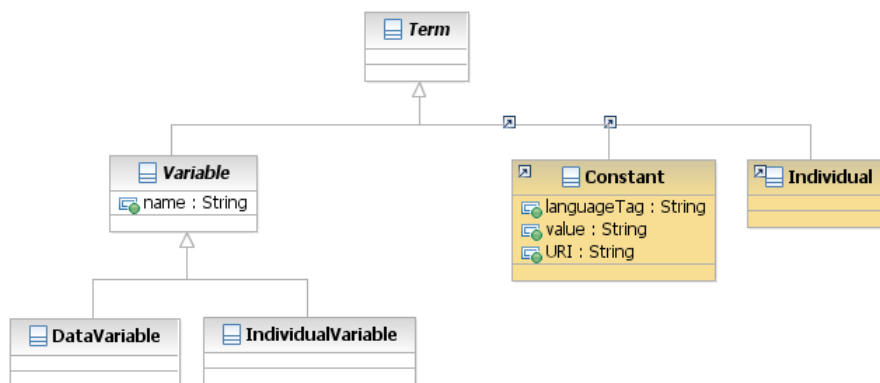 Term
Variable
name : String
Constant
languageTag : String
value : String
URI : String
Individual
DataVariable
IndividualVariable